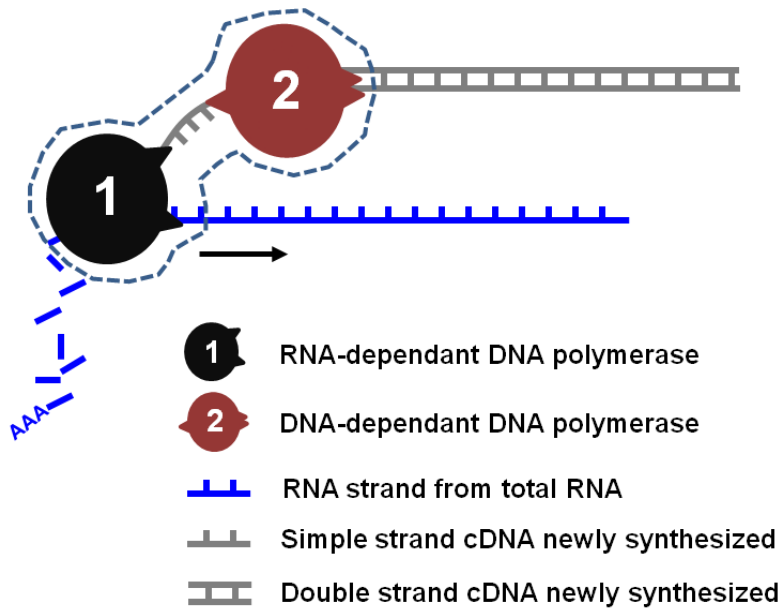 2
1
AAA
1 RNA-dependant DNA polymerase
2 DNA-dependant DNA polymerase
RNA strand from total RNA
Simple strand cDNA newly synthesized
Double strand cDNA newly synthesized